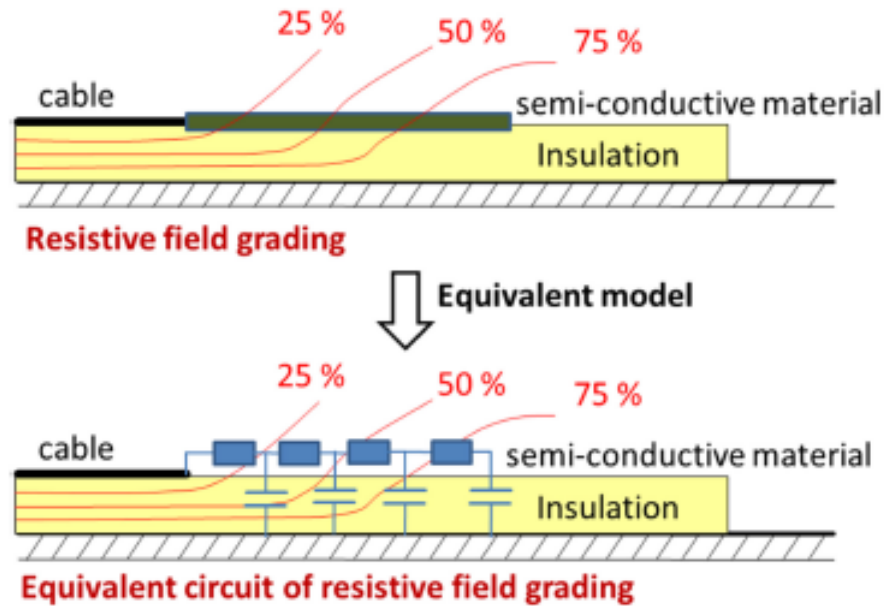 25 % 50 % 75 %
cable semi-conductive material
Insulation
Resistive field grading
Equivalent model
25 % 50 % 75 %
cable semi-conductive material
Insulation
Equivalent circuit of resistive field grading